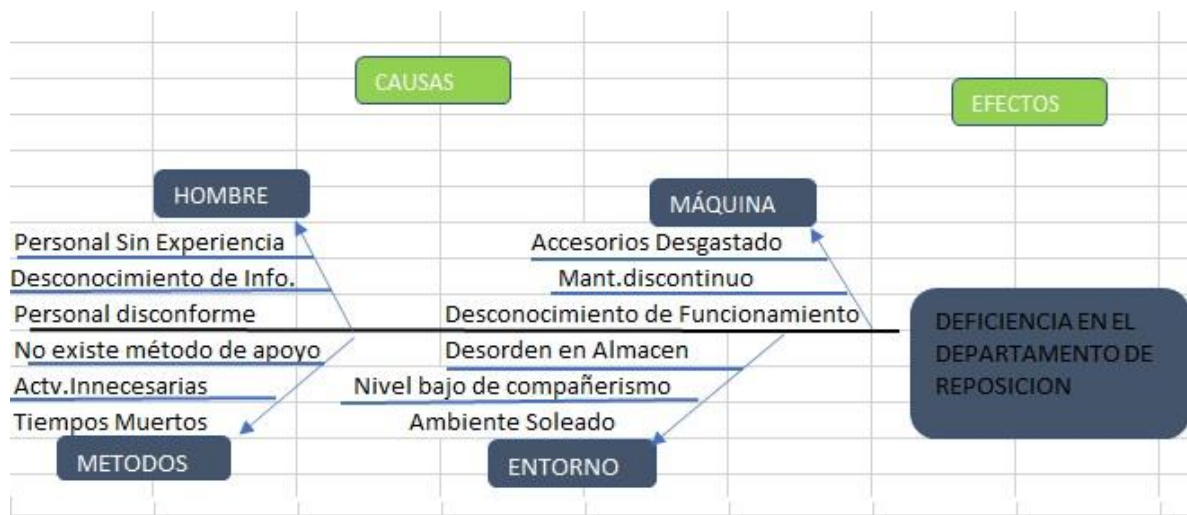 CAUSAS
EFECTOS
HOMBRE
MÁQUINA
Personal Sin Experiencia
Accesorios Desgastado
Desconocimiento de Info.
Mant.discontinuo
Personal disconforme
Desconocimiento de Funcionamiento
DEFICIENCIA EN EL
DEPARTAMENTO DE
REPOSICION
No existe método de apoyo
Desorden en Almacen
Actv.Innecesarias
Nivel bajo de compañerismo
Tiempos Muertos
Ambiente Soleado
METODOS
ENTORNO